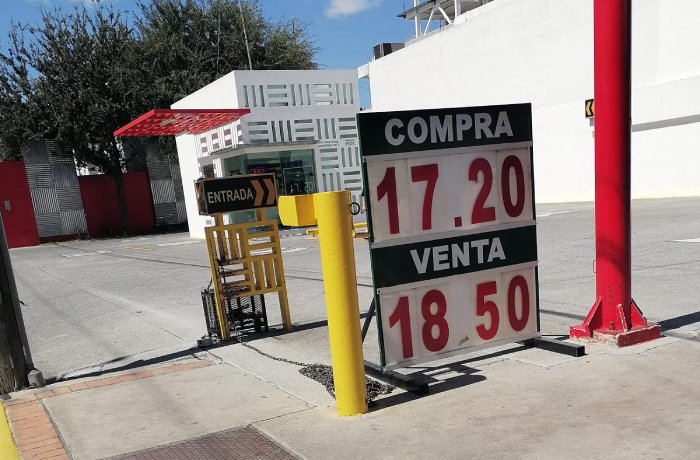 COMPRA
17.20
ENTRADA
VENTA
18.50